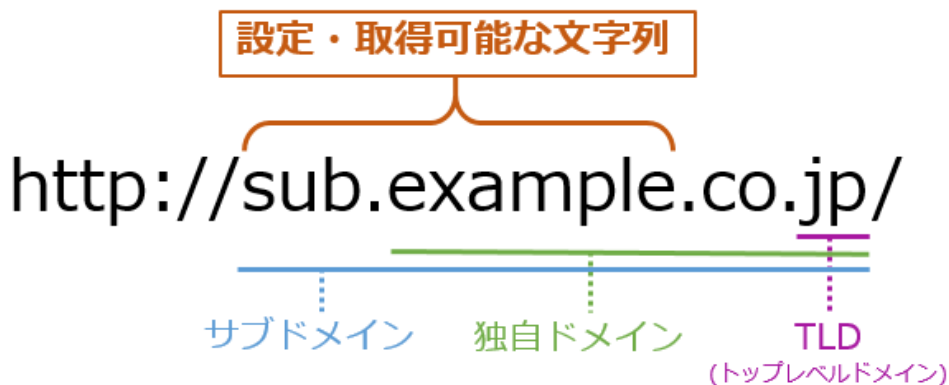 設定・取得可能な文字列
http://sub.example.co.jp/
サブドメイン
独自ドメイン
TLD
(トップレベルドメイン)